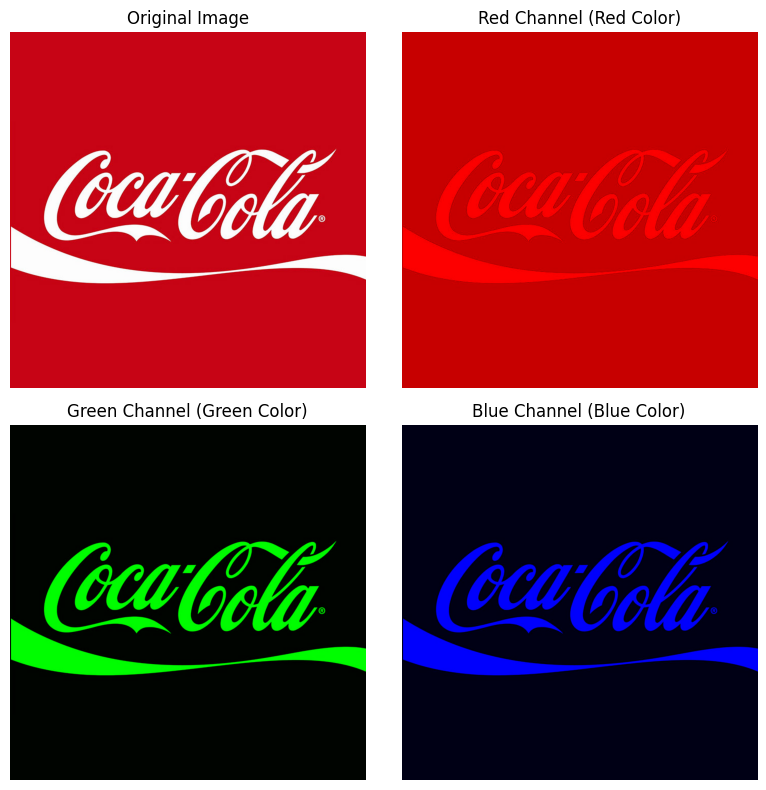 Original Image
Coca-Cola®
Red Channel (Red Color)
Coca-Cola®
Green Channel (Green Color)
Coca-Cola®
Blue Channel (Blue Color)
Coca-Cola®